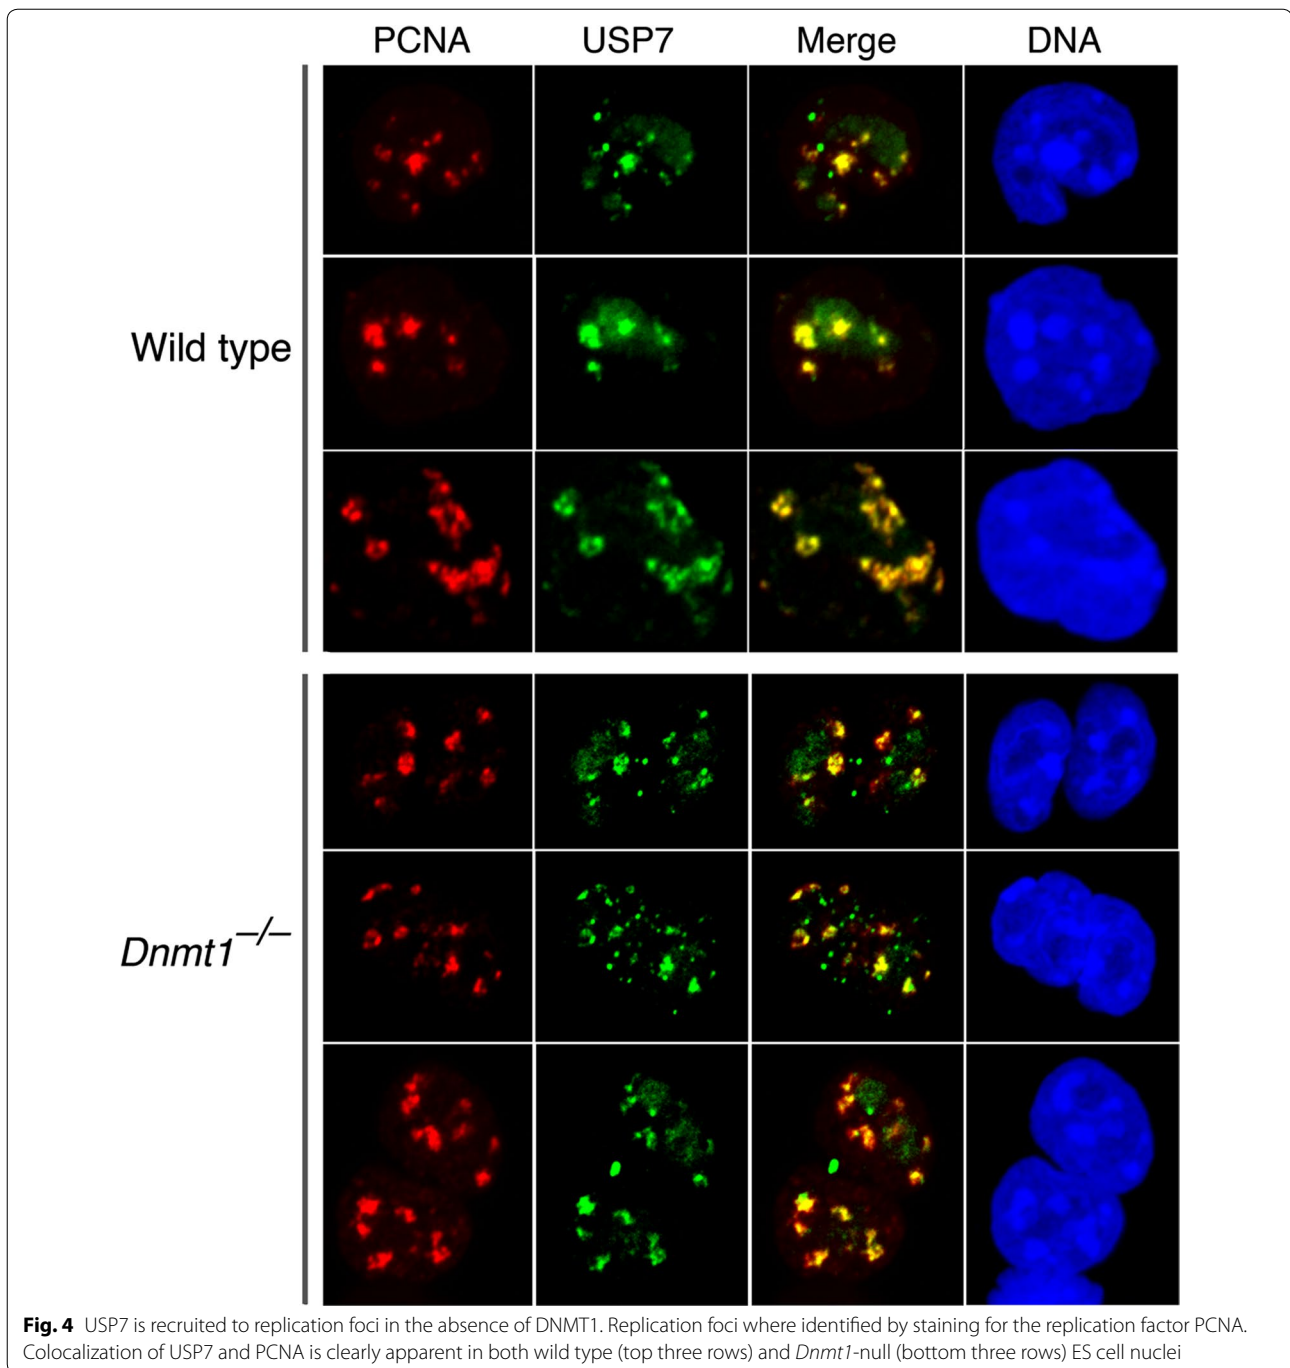 PCNA USP7 Merge DNA
Wild type
Dnmt1–/–
Fig. 4 USP7 is recruited to replication foci in the absence of DNMT1. Replication foci where identified by staining for the replication factor PCNA.
Colocalization of USP7 and PCNA is clearly apparent in both wild type (top three rows) and Dnmt1-null (bottom three rows) ES cell nuclei